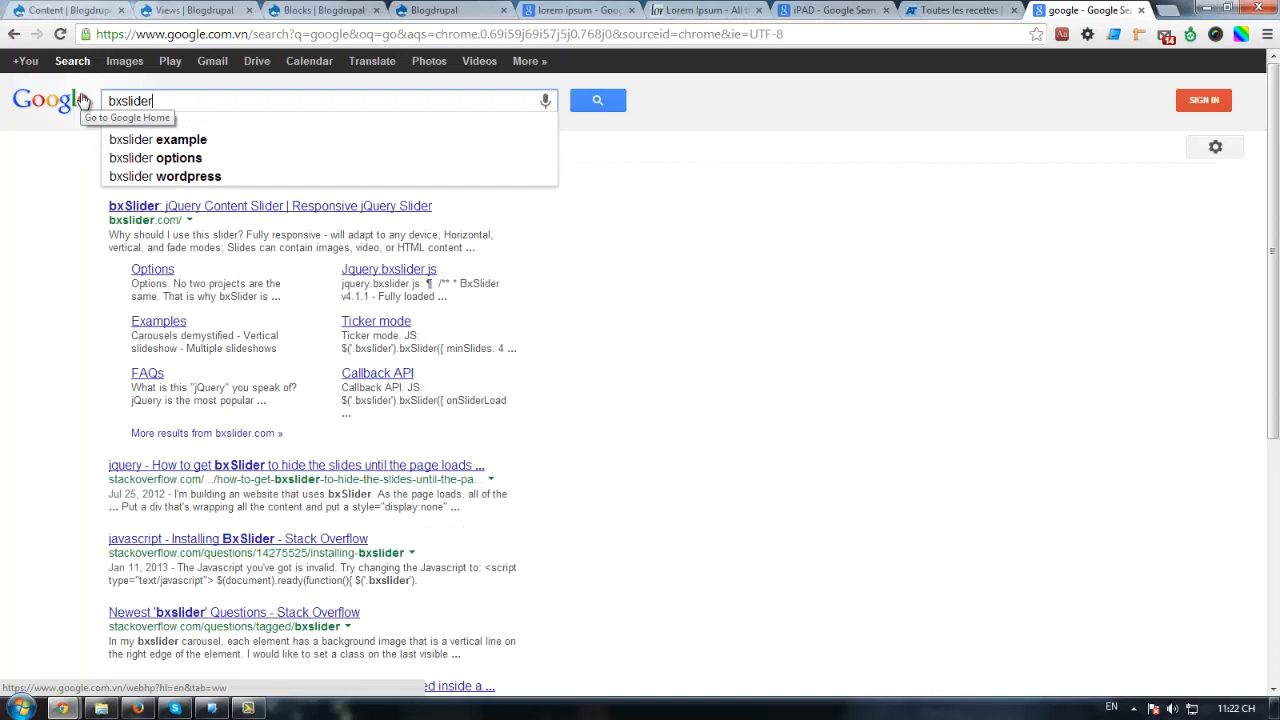 Content | Blogdrupal
Views | Blogdrupal
Blocks | Blogdrupal
Blogdrupal
lorem ipsum - Google
Lorem Ipsum - All t
iPAD - Google Sear
Toutes les recettes |
google - Google Sea
https://www.google.com.vn/search?q=google&oq=go&aqs=chrome.0.69i59j69i57j5j0.768j0&sourceid=chrome&ie=UTF-8
14
+You Search Images Play Gmail Drive Calendar Translate Photos Videos More »
Google bxslider SIGN IN
Go to Google Home
bxslider example
bxslider options
bxslider wordpress
bxSlider: jQuery Content Slider | Responsive jQuery Slider
bxslider.com/
Why should I use this slider? Fully responsive - will adapt to any device; Horizontal,
vertical, and fade modes; Slides can contain images, video, or HTML content ...
Options
Options. No two projects are the
same. That is why bxSlider is ...
Jquery.bxslider.js
jquery.bxslider.js. ¶. /** * BxSlider
v4.1.1 - Fully loaded ...
Examples
Carousels demystified - Vertical
slideshow - Multiple slideshows
Ticker mode
Ticker mode. JS:
$('.bxslider').bxSlider({ minSlides: 4 ...
FAQs
What is this "jQuery" you speak of?
jQuery is the most popular ...
Callback API
Callback API. JS:
$('.bxslider').bxSlider({ onSliderLoad
...
More results from bxslider.com »
jquery - How to get bxSlider to hide the slides until the page loads ...
stackoverflow.com/.../how-to-get-bxslider-to-hide-the-slides-until-the-pa...
Jul 25, 2012 - I'm building an website that uses bxSlider. As the page loads, all of the
... Put a div that's wrapping all the content and put a style="display:none" ...
javascript - Installing BxSlider - Stack Overflow
stackoverflow.com/questions/14275525/installing-bxslider
Jan 11, 2013 - The Javascript you've got is invalid. Try changing the Javascript to: <script
type="text/javascript"> $(document).ready(function(){ $('.bxslider').
Newest 'bxslider' Questions - Stack Overflow
stackoverflow.com/questions/tagged/bxslider
In my bxslider carousel, each element has a background image that is a vertical line on
the right edge of the element. I would like to set a class on the last visible ...
ed inside a ...
https://www.google.com.vn/webhp?hl=en&tab=ww
EN 11:22 CH